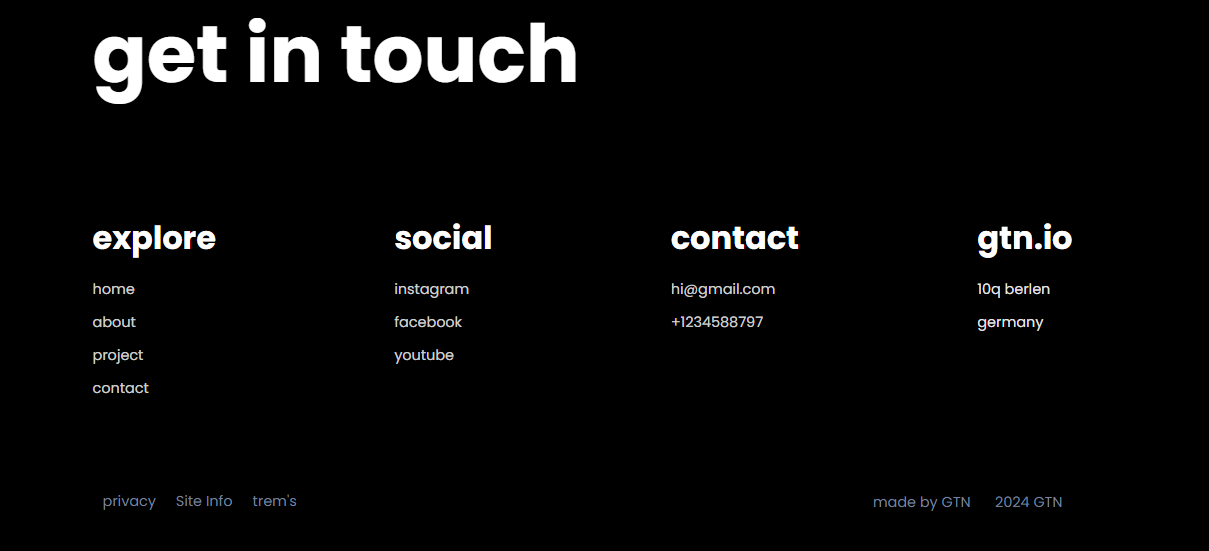 get in touch
explore
home
about
project
contact
social
instagram
facebook
youtube
contact
hi@gmail.com
+1234588797
gtn.io
10q berlen
germany
privacy Site Info trem's
made by GTN 2024 GTN